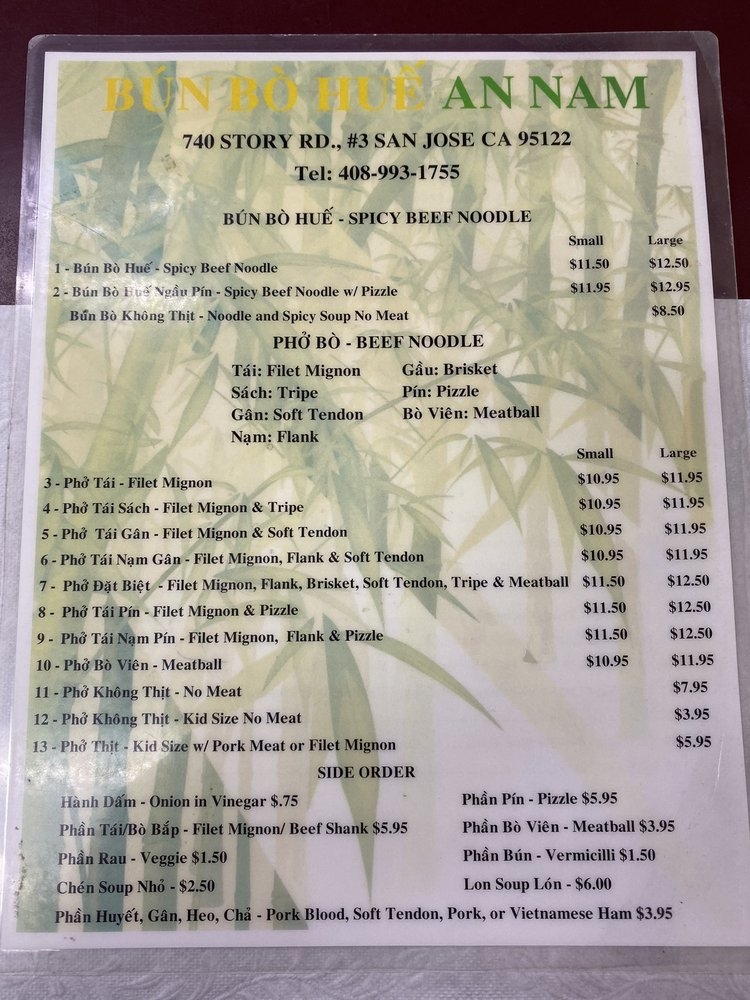 BÚN BÒ HUẾ AN NAM
740 STORY RD., #3 SAN JOSE CA 95122
Tel: 408-993-1755
BÚN BÒ HUẾ - SPICY BEEF NOODLE
Small Large
1 - Bún Bò Huế - Spicy Beef Noodle $11.50 $12.50
2 - Bún Bò Huế Ngầu Pín - Spicy Beef Noodle w/ Pizzle $11.95 $12.95
Bún Bò Không Thịt - Noodle and Spicy Soup No Meat $8.50
PHỞ BÒ - BEEF NOODLE
Tái: Filet Mignon Gầu: Brisket
Sách: Tripe Pín: Pizzle
Gân: Soft Tendon Bò Viên: Meatball
Nạm: Flank
Small Large
3 - Phở Tái - Filet Mignon $10.95 $11.95
4 - Phở Tái Sách - Filet Mignon & Tripe $10.95 $11.95
5 - Phở Tái Gân - Filet Mignon & Soft Tendon $10.95 $11.95
6 - Phở Tái Nạm Gân - Filet Mignon, Flank & Soft Tendon $10.95 $11.95
7 - Phở Đặt Biệt - Filet Mignon, Flank, Brisket, Soft Tendon, Tripe & Meatball $11.50 $12.50
8 - Phở Tái Pín - Filet Mignon & Pizzle $11.50 $12.50
9 - Phở Tái Nạm Pín - Filet Mignon, Flank & Pizzle $11.50 $12.50
10 - Phở Bò Viên - Meatball $10.95 $11.95
11 - Phở Không Thịt - No Meat $7.95
12 - Phở Không Thịt - Kid Size No Meat $3.95
13 - Phở Thịt - Kid Size w/ Pork Meat or Filet Mignon $5.95
SIDE ORDER
Hành Dấm - Onion in Vinegar $.75 Phần Pín - Pizzle $5.95
Phần Tái/Bò Bắp - Filet Mignon/ Beef Shank $5.95 Phần Bò Viên - Meatball $3.95
Phần Rau - Veggie $1.50 Phần Bún - Vermicilli $1.50
Chén Soup Nhỏ - $2.50 Lon Soup Lón - $6.00
Phần Huyết, Gân, Heo, Chả - Pork Blood, Soft Tendon, Pork, or Vietnamese Ham $3.95